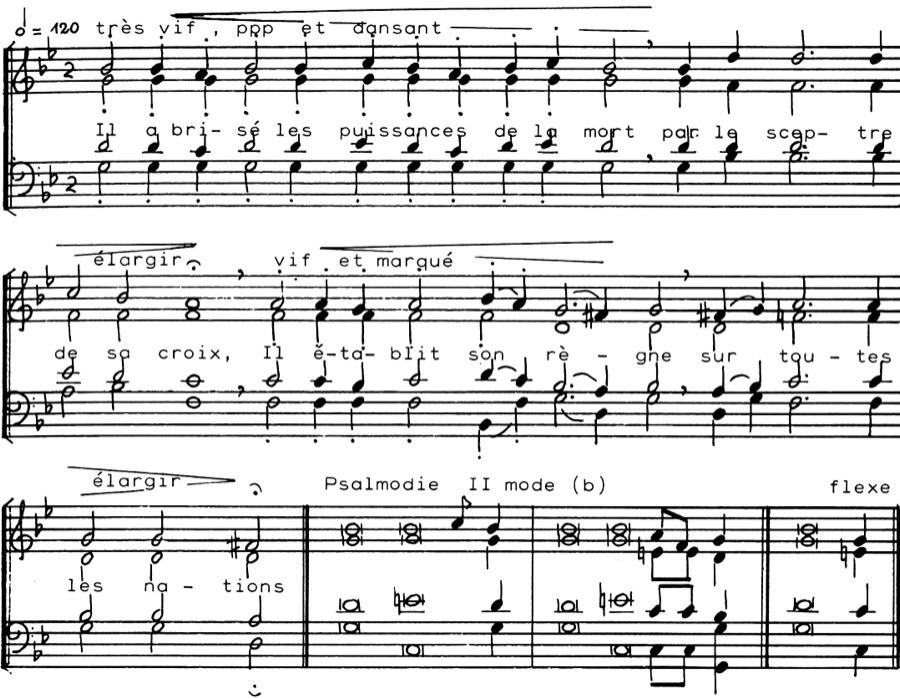 = 120 très vif, ppp et dansant
2
Il a bri- sé les puissances de la mort par le scep- tre
2
élargir vif et marqué
de sa croix, Il é-ta- blit son rè - gne sur tou - tes
élargir Psalmodie II mode (b) flexe
les na - tions